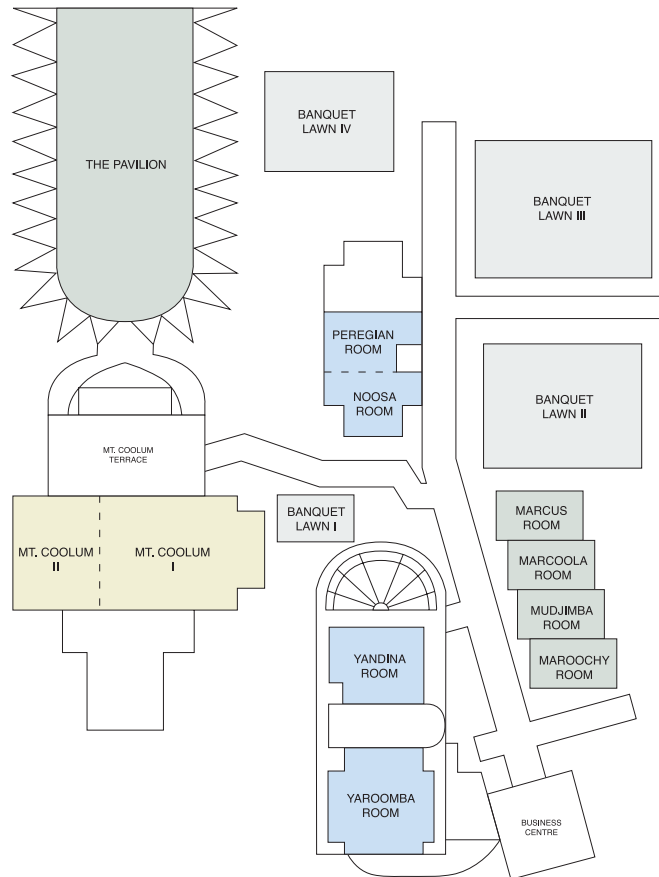 THE PAVILION
BANQUET
LAWN IV
BANQUET
LAWN III
PEREGIAN
ROOM
NOOSA
ROOM
BANQUET
LAWN II
MT. COOLUM
TERRACE
BANQUET
LAWN I
MARCUS
ROOM
MT. COOLUM
II
MT. COOLUM
I
MARCOOLA
ROOM
MUDJIMBA
ROOM
MAROOCHY
ROOM
YANDINA
ROOM
YAROOMBA
ROOM
BUSINESS
CENTRE